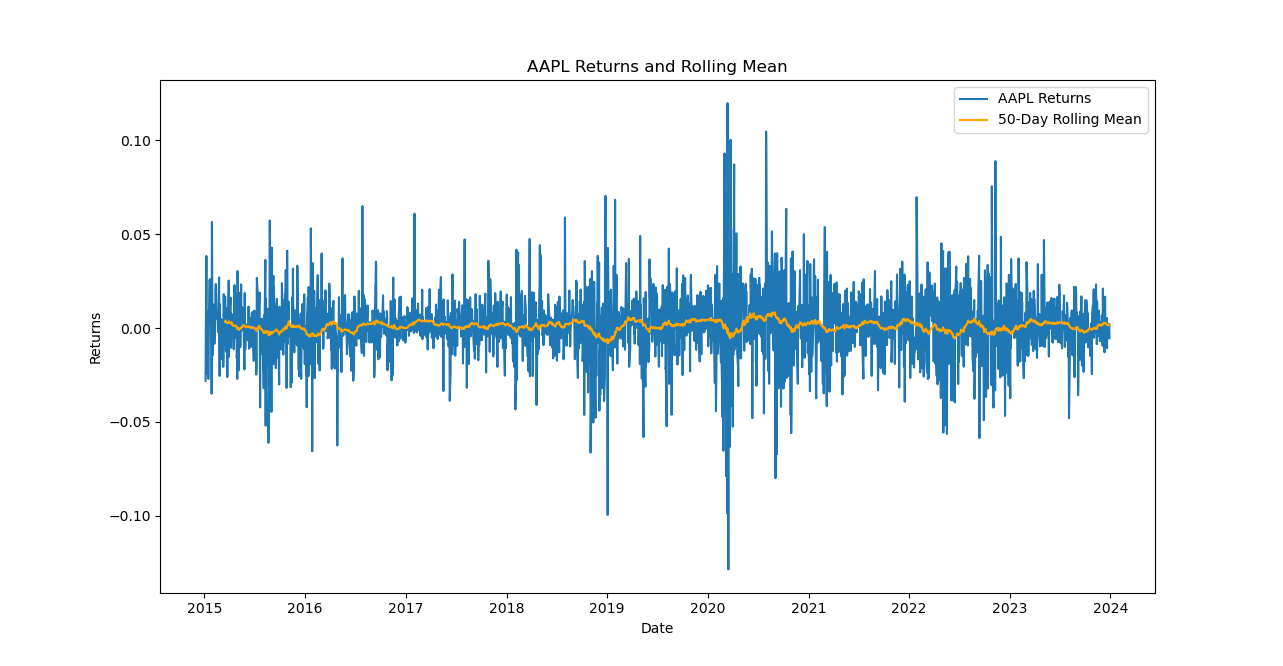 AAPL Returns and Rolling Mean
AAPL Returns
50-Day Rolling Mean
0.10
0.05
0.00
−0.05
−0.10
Returns
2015 2016 2017 2018 2019 2020 2021 2022 2023 2024
Date